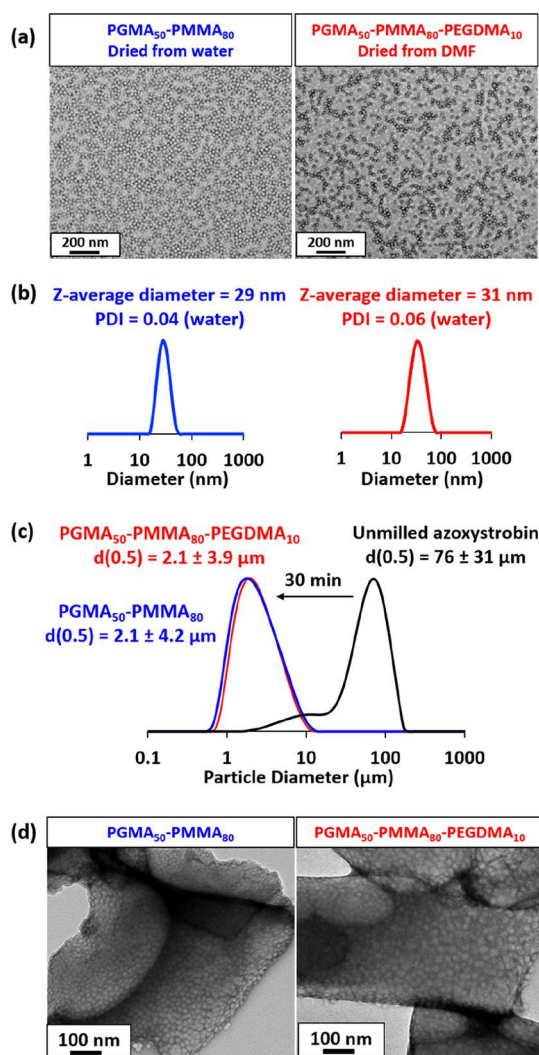 (a)
PGMA₅₀-PMMA₈₀
Dried from water
PGMA₅₀-PMMA₈₀-PEGDMA₁₀
Dried from DMF
200 nm
200 nm
(b)
Z-average diameter = 29 nm
PDI = 0.04 (water)
Z-average diameter = 31 nm
PDI = 0.06 (water)
1 10 100 1000
Diameter (nm)
1 10 100 1000
Diameter (nm)
(c)
PGMA₅₀-PMMA₈₀-PEGDMA₁₀
d(0.5) = 2.1 ± 3.9 µm
Unmilled azoxystrobin
d(0.5) = 76 ± 31 µm
30 min
PGMA₅₀-PMMA₈₀
d(0.5) = 2.1 ± 4.2 µm
0.1 1 10 100 1000
Particle Diameter (µm)
(d)
PGMA₅₀-PMMA₈₀
PGMA₅₀-PMMA₈₀-PEGDMA₁₀
100 nm
100 nm